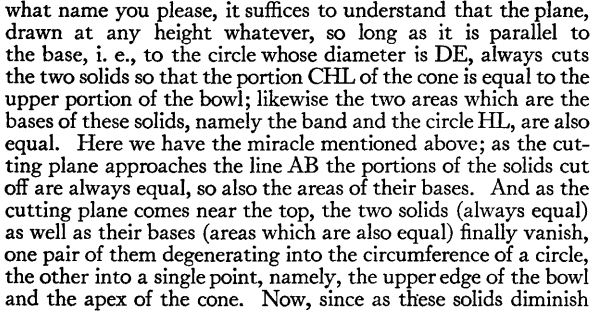 what name you please, it suffices to understand that the plane,
drawn at any height whatever, so long as it is parallel to
the base, i. e., to the circle whose diameter is DE, always cuts
the two solids so that the portion CHL of the cone is equal to the
upper portion of the bowl; likewise the two areas which are the
bases of these solids, namely the band and the circle HL, are also
equal. Here we have the miracle mentioned above; as the cut-
ting plane approaches the line AB the portions of the solids cut
off are always equal, so also the areas of their bases. And as the
cutting plane comes near the top, the two solids (always equal)
as well as their bases (areas which are also equal) finally vanish,
one pair of them degenerating into the circumference of a circle,
the other into a single point, namely, the upper edge of the bowl
and the apex of the cone. Now, since as these solids diminish